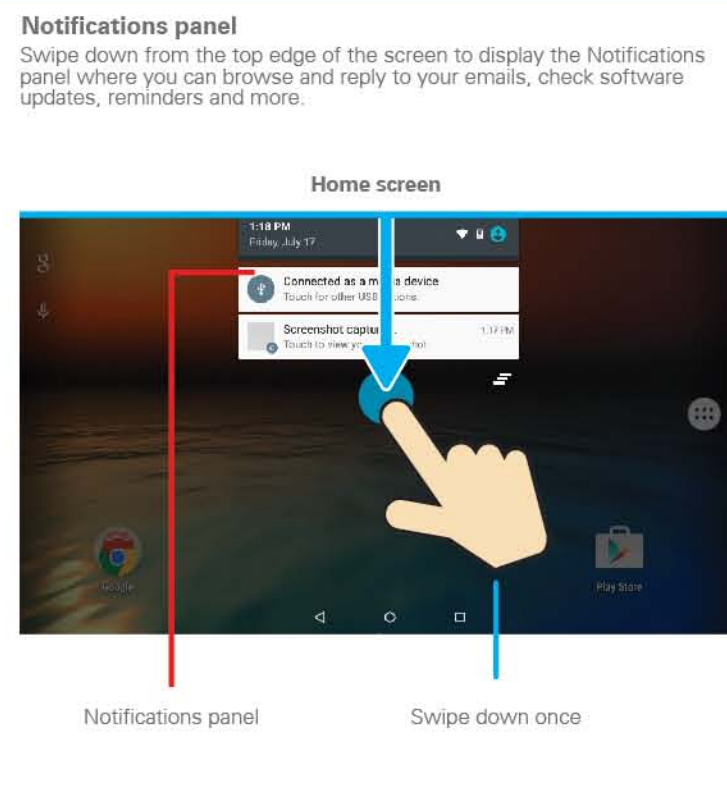 Notifications panel
Swipe down from the top edge of the screen to display the Notifications
panel where you can browse and reply to your emails, check software
updates, reminders and more.
Home screen
1:18 PM
Friday, July 17
Connected as a m a device
Touch for other USB ions.
Screenshot captur .
1:17 PM
Touch to view yo hot
Google
Play Store
Notifications panel
Swipe down once